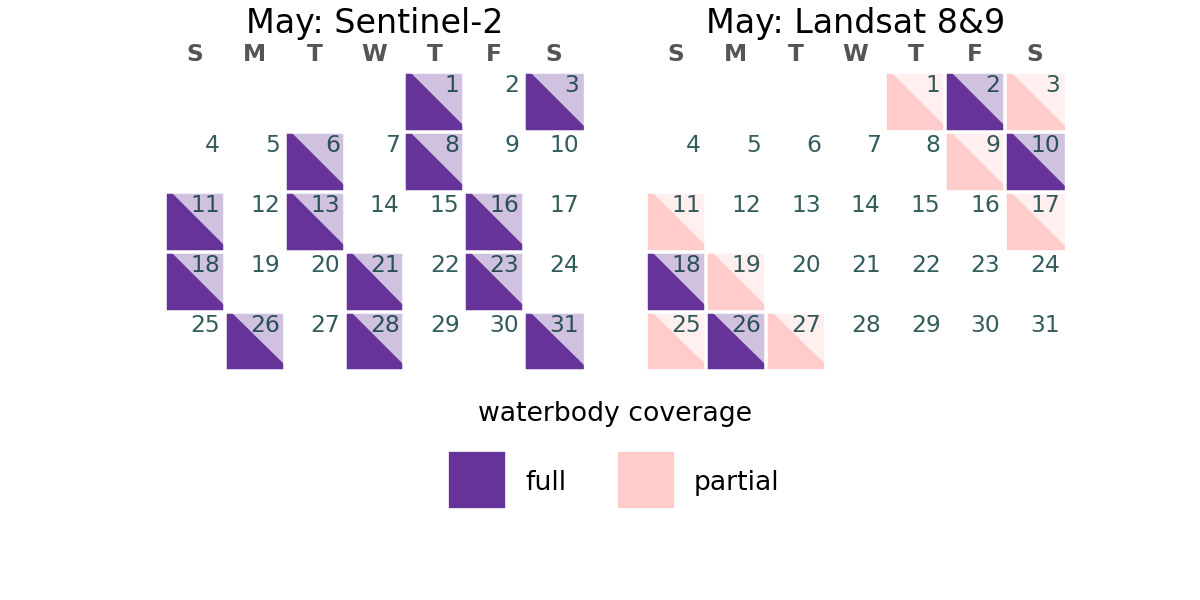 May: Sentinel-2
S M T W T F S
1 2 3
4 5 6 7 8 9 10
11 12 13 14 15 16 17
18 19 20 21 22 23 24
25 26 27 28 29 30 31
May: Landsat 8&9
S M T W T F S
1 2 3
4 5 6 7 8 9 10
11 12 13 14 15 16 17
18 19 20 21 22 23 24
25 26 27 28 29 30 31
waterbody coverage
full partial